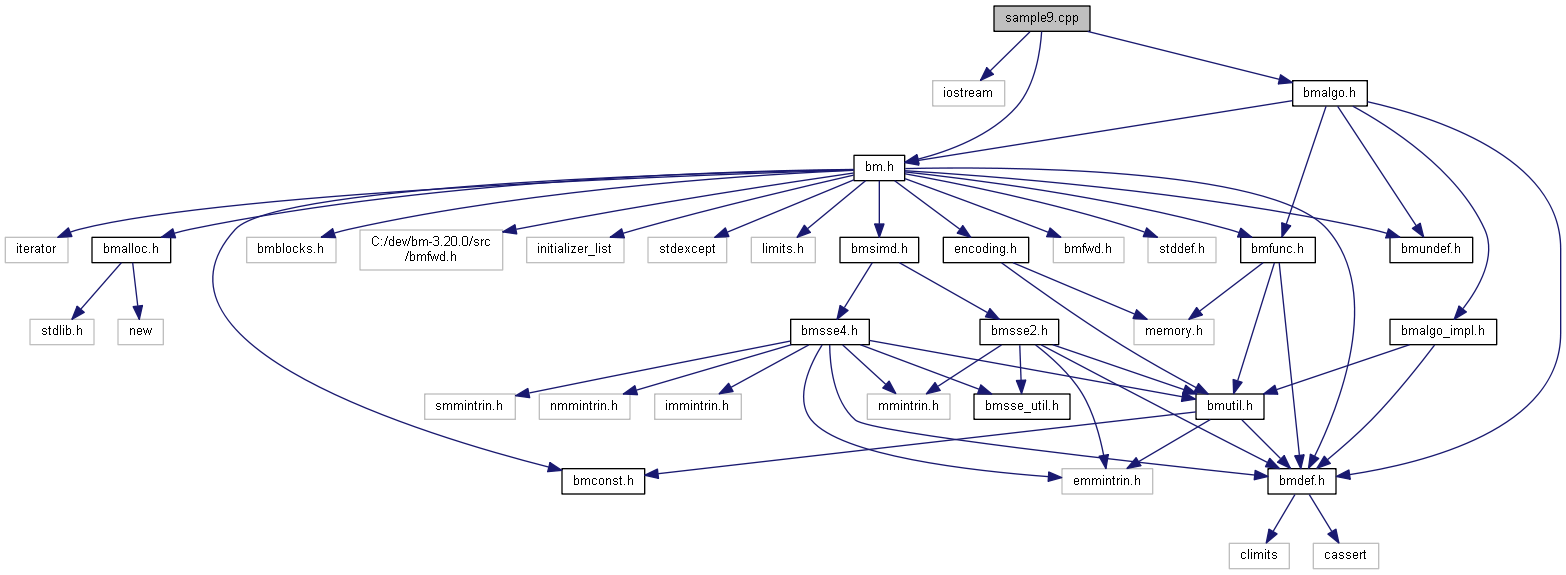 sample9.cpp
iostream
bmalgo.h
bm.h
iterator
bmalloc.h
bmblocks.h
C:/dev/bm-3.20.0/src
/bmfwd.h
initializer_list
stdexcept
limits.h
bmsimd.h
encoding.h
bmfwd.h
stddef.h
bmfunc.h
bmundef.h
stdlib.h
new
bmsse4.h
bmsse2.h
memory.h
bmalgo_impl.h
smmintrin.h
nmmintrin.h
immintrin.h
mmintrin.h
bmsse_util.h
bmutil.h
bmconst.h
emmintrin.h
bmdef.h
climits
cassert